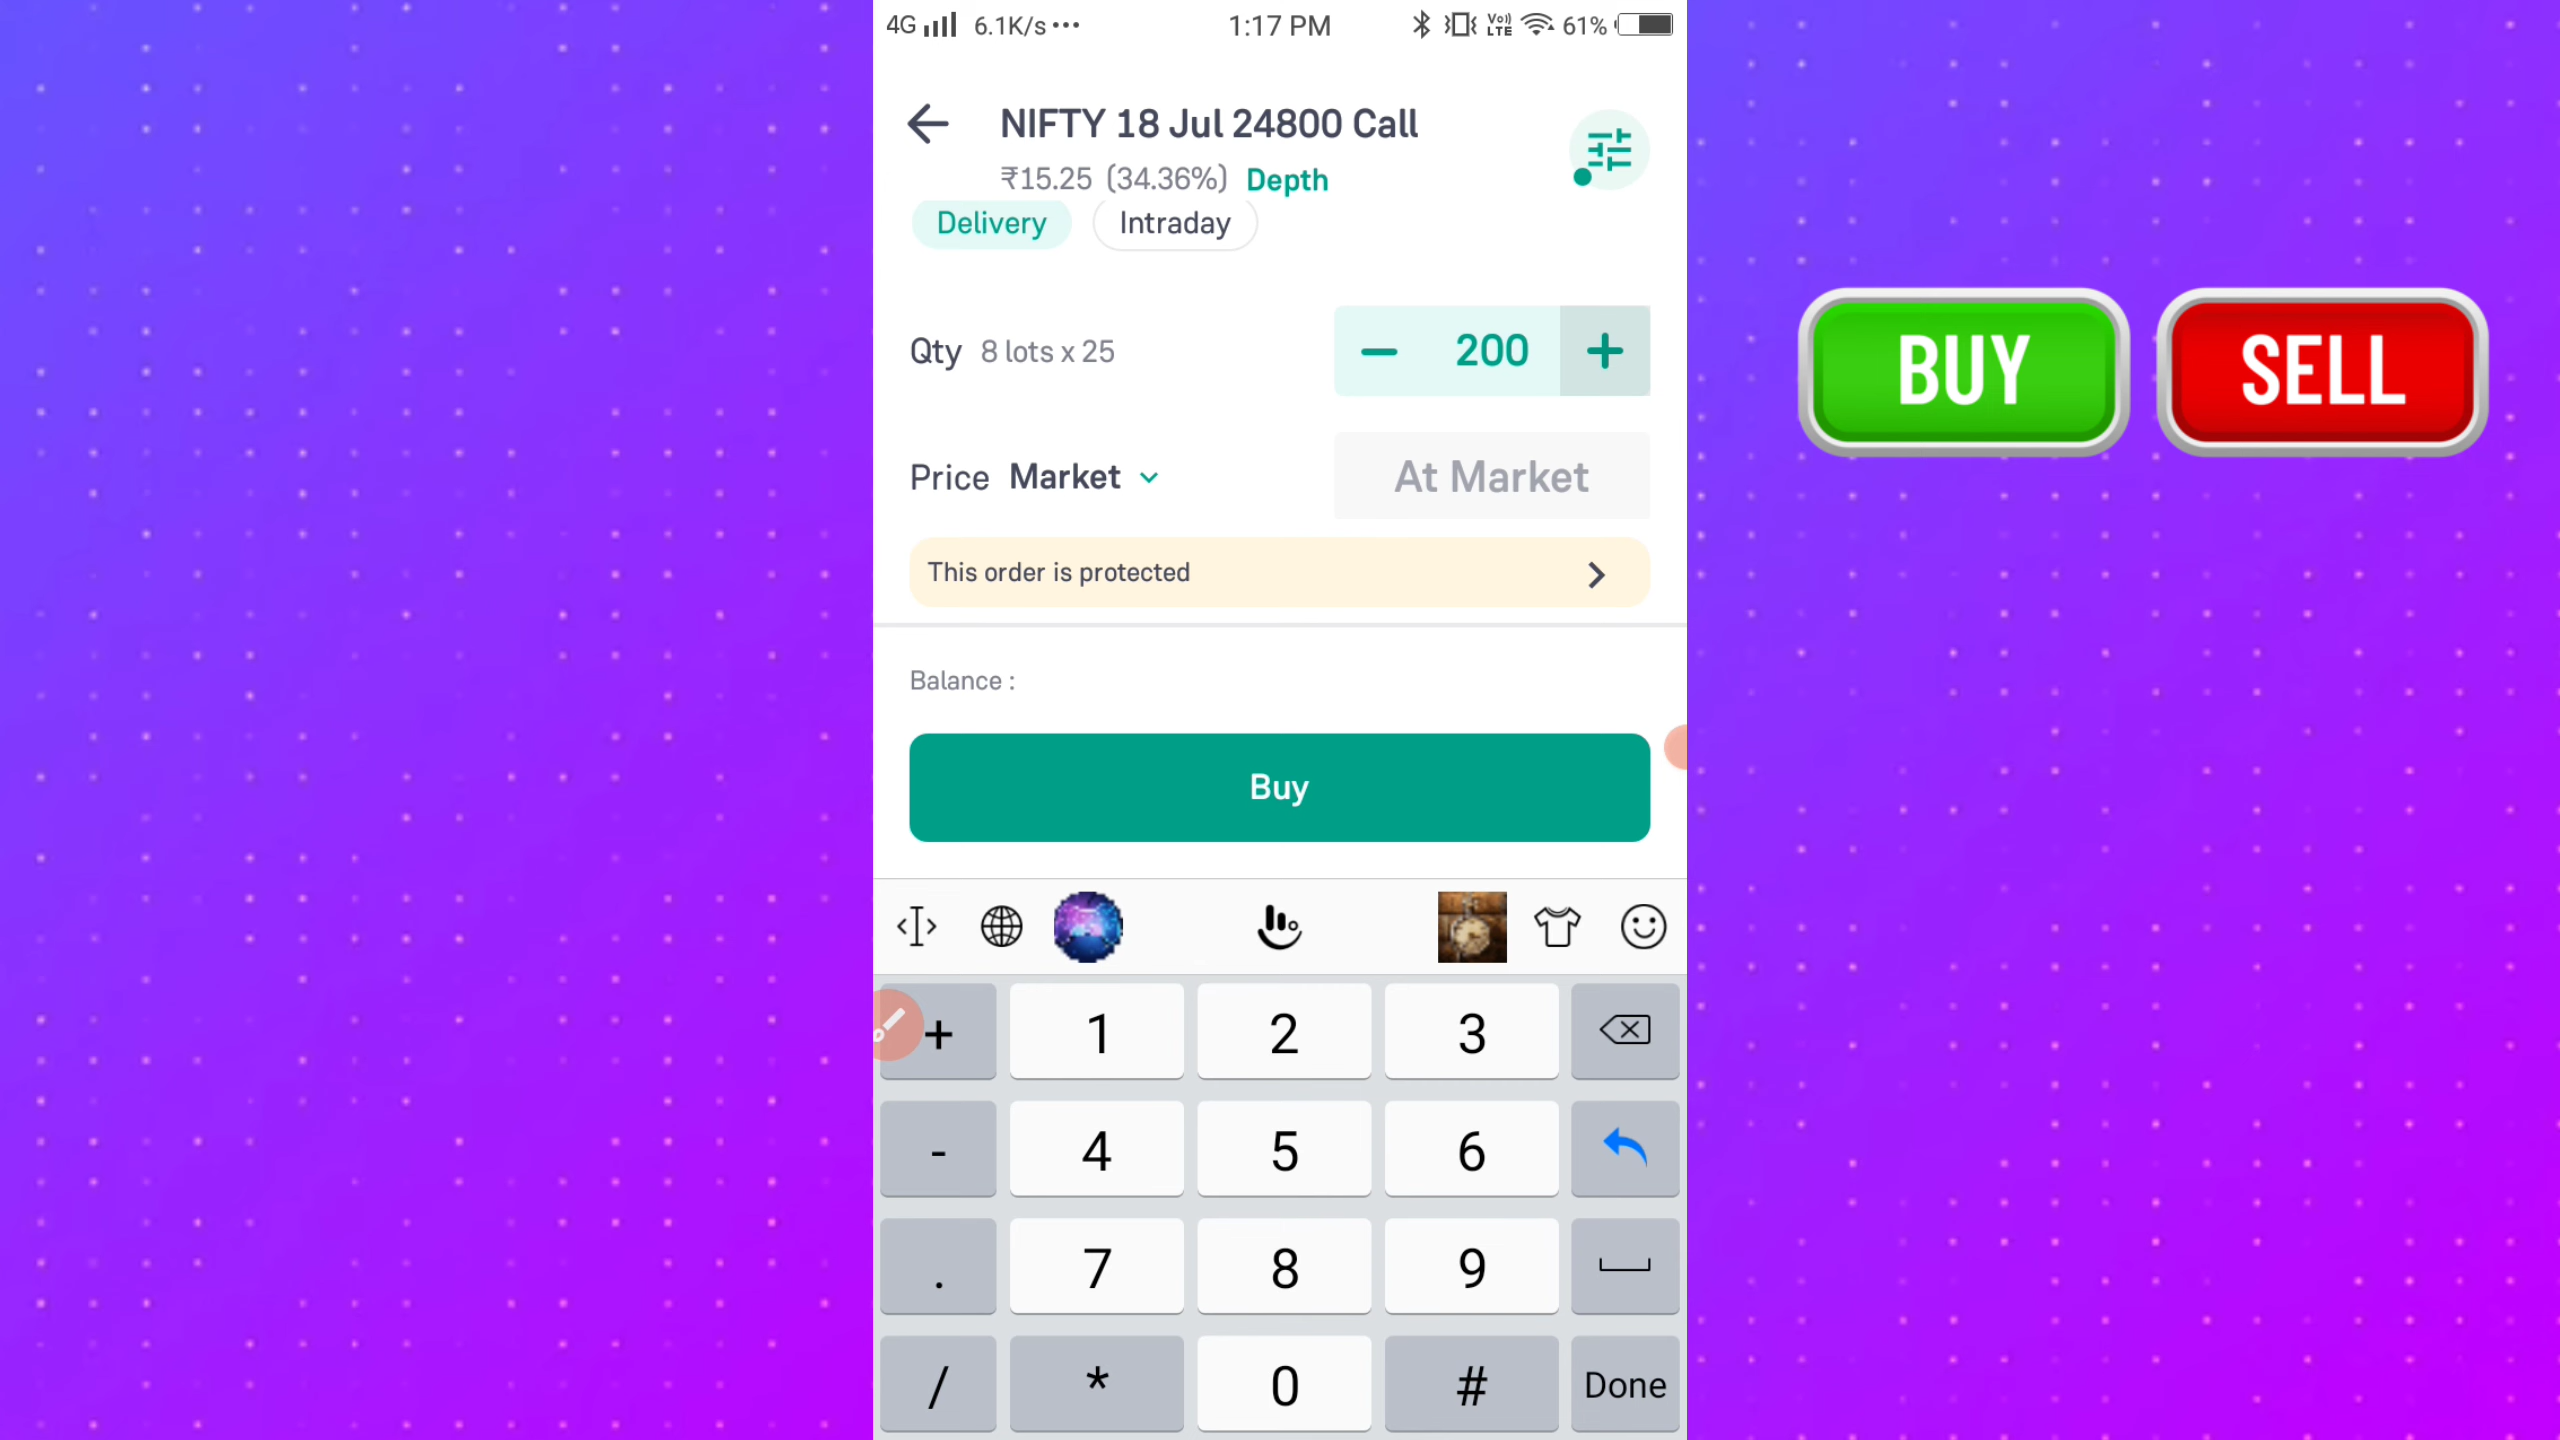 4G 6.1K/s ••• 1:17 PM VoLTE 61%
NIFTY 18 Jul 24800 Call
₹15.25 (34.36%) Depth
Delivery Intraday
Qty 8 lots x 25 − 200 +
Price Market At Market
This order is protected
Balance :
Buy
+ 1 2 3
- 4 5 6
. 7 8 9
/ * 0 # Done
BUY SELL